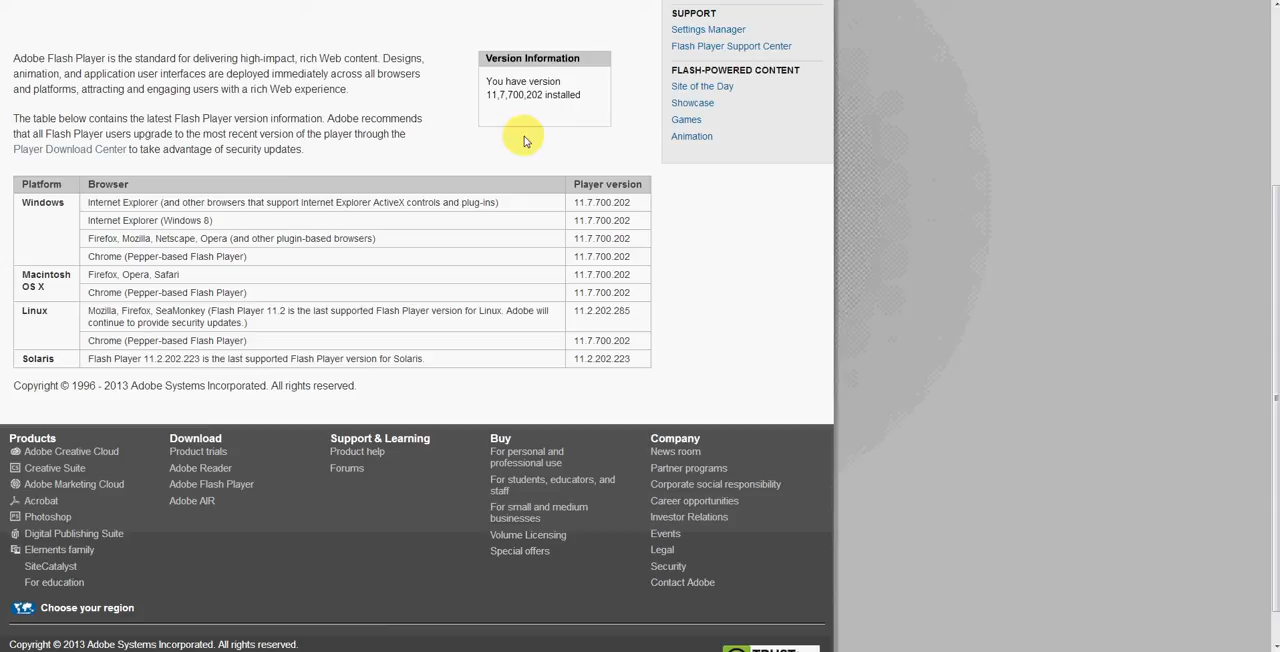 Adobe Flash Player is the standard for delivering high-impact, rich Web content. Designs,
animation, and application user interfaces are deployed immediately across all browsers
and platforms, attracting and engaging users with a rich Web experience.
The table below contains the latest Flash Player version information. Adobe recommends
that all Flash Player users upgrade to the most recent version of the player through the
Player Download Center to take advantage of security updates.
Version Information
You have version
11,7,700,202 installed
SUPPORT
Settings Manager
Flash Player Support Center
FLASH-POWERED CONTENT
Site of the Day
Showcase
Games
Animation
Platform Browser Player version
Windows Internet Explorer (and other browsers that support Internet Explorer ActiveX controls and plug-ins) 11.7.700.202
Internet Explorer (Windows 8) 11.7.700.202
Firefox, Mozilla, Netscape, Opera (and other plugin-based browsers) 11.7.700.202
Chrome (Pepper-based Flash Player) 11.7.700.202
Macintosh Firefox, Opera, Safari 11.7.700.202
OS X Chrome (Pepper-based Flash Player) 11.7.700.202
Linux Mozilla, Firefox, SeaMonkey (Flash Player 11.2 is the last supported Flash Player version for Linux. Adobe will 11.2.202.285
continue to provide security updates.)
Chrome (Pepper-based Flash Player) 11.7.700.202
Solaris Flash Player 11.2.202.223 is the last supported Flash Player version for Solaris. 11.2.202.223
Copyright © 1996 - 2013 Adobe Systems Incorporated. All rights reserved.
Products
Adobe Creative Cloud
Creative Suite
Adobe Marketing Cloud
Acrobat
Photoshop
Digital Publishing Suite
Elements family
SiteCatalyst
For education
Download
Product trials
Adobe Reader
Adobe Flash Player
Adobe AIR
Support & Learning
Product help
Forums
Buy
For personal and
professional use
For students, educators, and
staff
For small and medium
businesses
Volume Licensing
Special offers
Company
News room
Partner programs
Corporate social responsibility
Career opportunities
Investor Relations
Events
Legal
Security
Contact Adobe
Choose your region
Copyright © 2013 Adobe Systems Incorporated. All rights reserved.